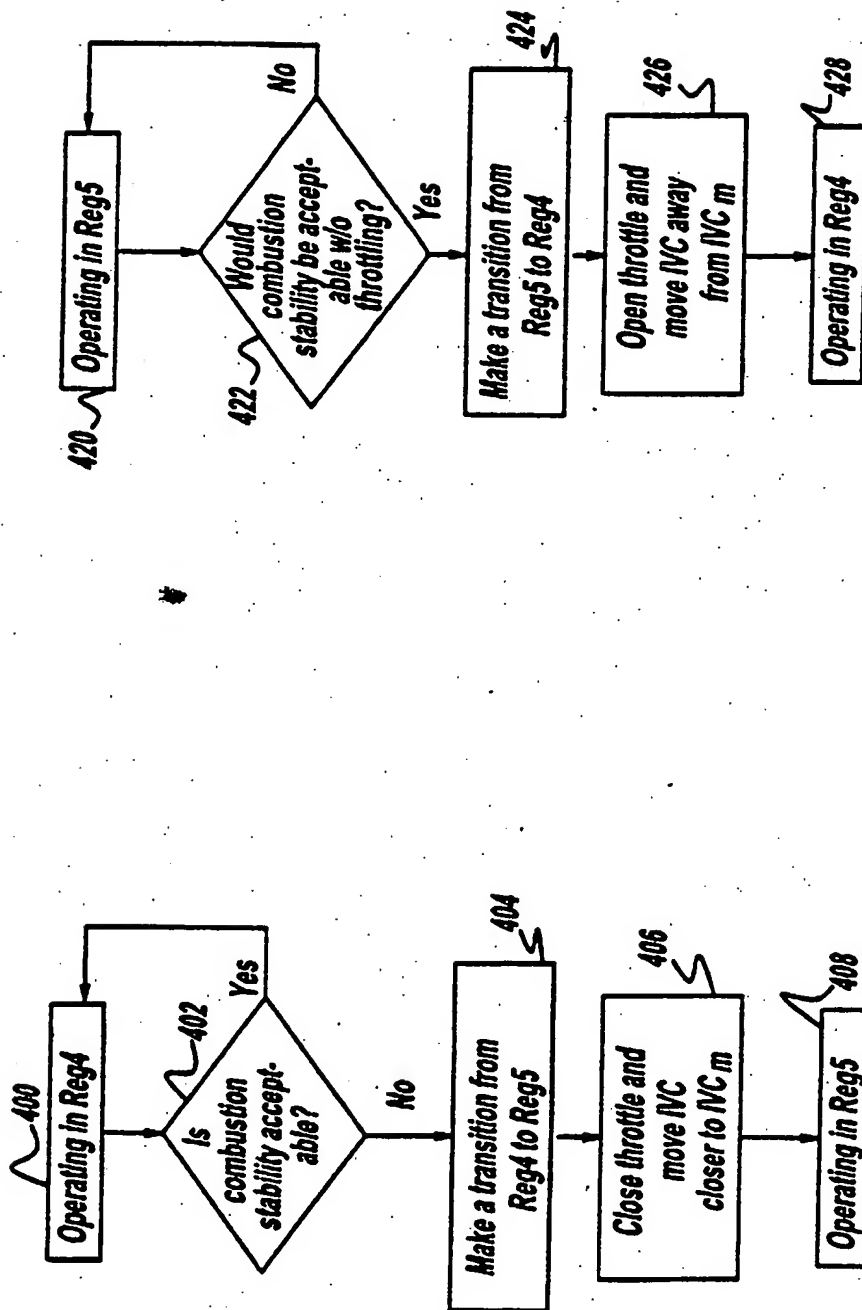 400
Operating in Reg4
402
Is
combustion
stability accept-
able?
Yes
No
404
Make a transition from
Reg4 to Reg5
406
Close throttle and
move IVC
closer to IVC m
408
Operating in Reg5
420
Operating in Reg5
422
Would
combustion
stability be accept-
able w/o
throttling?
No
Yes
424
Make a transition from
Reg5 to Reg4
426
Open throttle and
move IVC away
from IVC m
428
Operating in Reg4